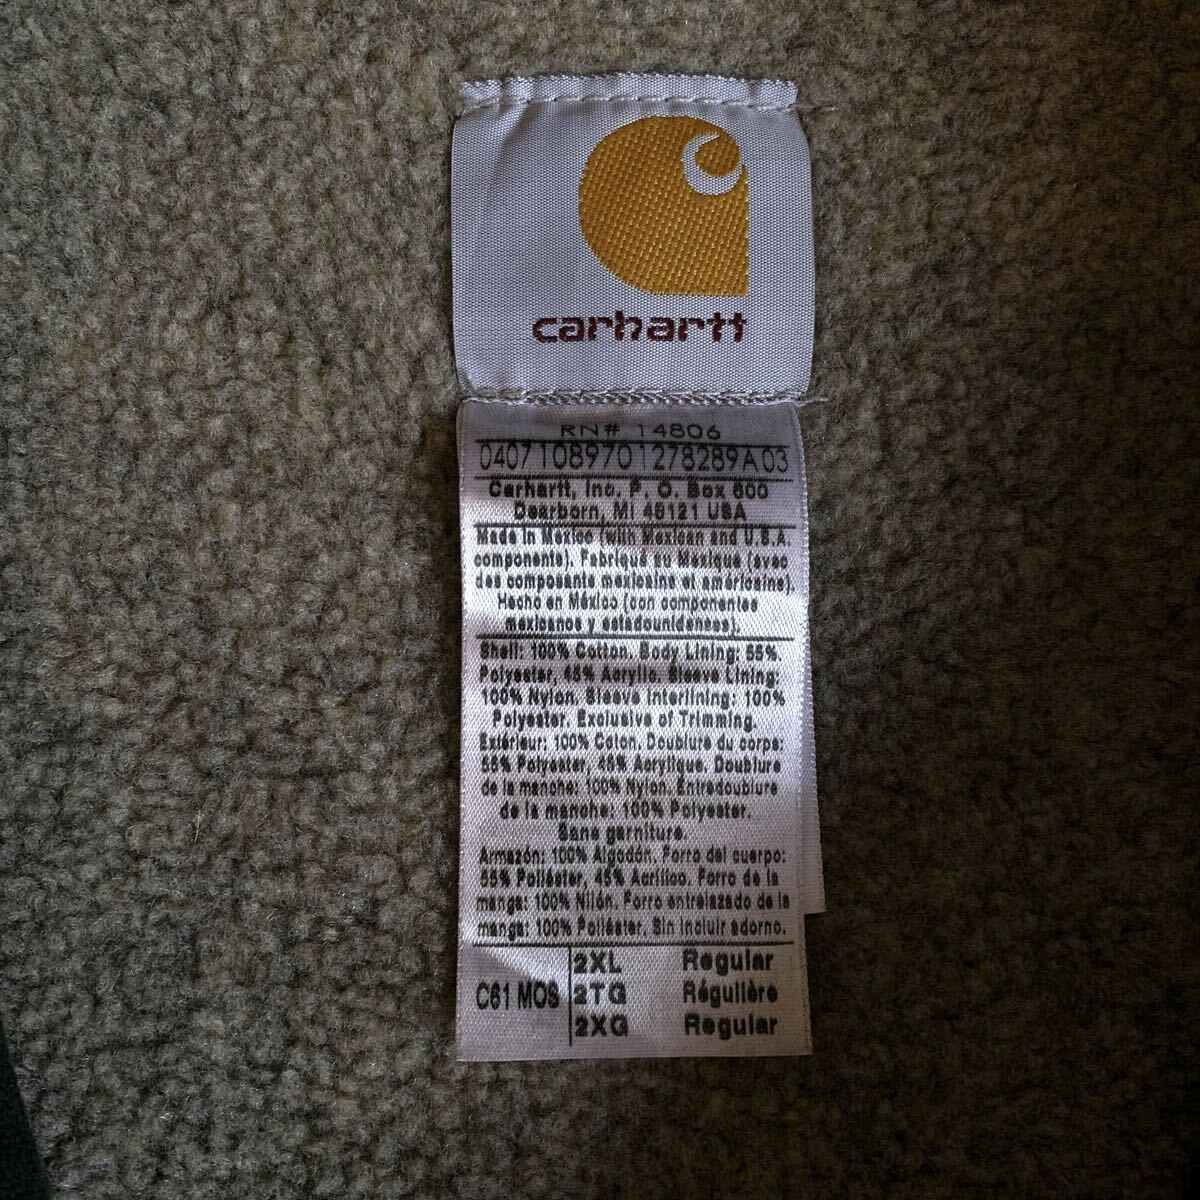 carhartt
RN# 14806
0407108970 1278289A03
Carhartt, Inc. P. O. Box 600
Dearborn, MI 48121 USA
Made in Mexico (with Mexican and U.S.A
components). Fabriqué au Mexique (avec
des composants mexicains et américains).
Hecho en México (con componentes
mexicanos y estadounidenses).
Shell: 100% Cotton. Body Lining: 55%
Polyester, 45% Acrylic. Sleeve Lining:
100% Nylon. Sleeve Interlining: 100%
Polyester. Exclusive of Trimming.
Extérieur: 100% Coton. Doublure du corps:
55% Polyester, 45% Acrylique. Doublure
de la manche: 100% Nylon. Entredoublure
de la manche: 100% Polyester.
Sans garniture.
Armazón: 100% Algodón. Forro del cuerpo:
55% Poliéster, 45% Acrílico. Forro de la
manga: 100% Nilón. Forro entrelazado de la
manga: 100% Poliéster. Sin incluir adorno.
2XL Regular
C61 MOS 2TG Régulière
2XG Regular